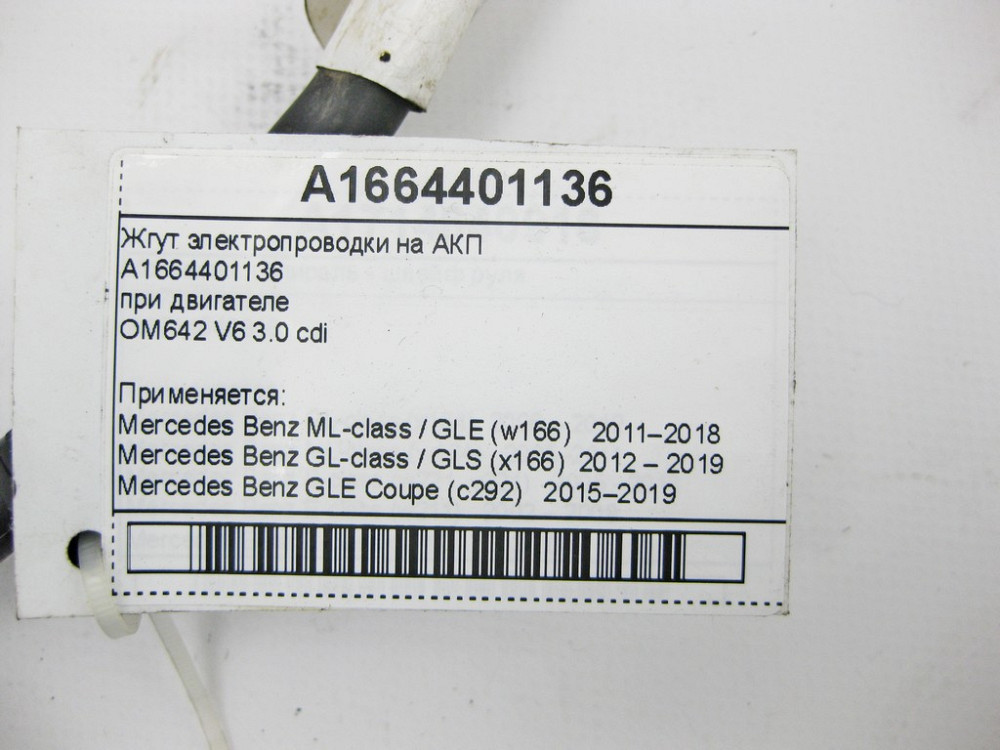 A1664401136
Жгут электропроводки на АКП
A1664401136
при двигателе
OM642 V6 3.0 cdi
Применяется:
Mercedes Benz ML-class / GLE (w166) 2011–2018
Mercedes Benz GL-class / GLS (x166) 2012 – 2019
Mercedes Benz GLE Coupe (c292) 2015–2019